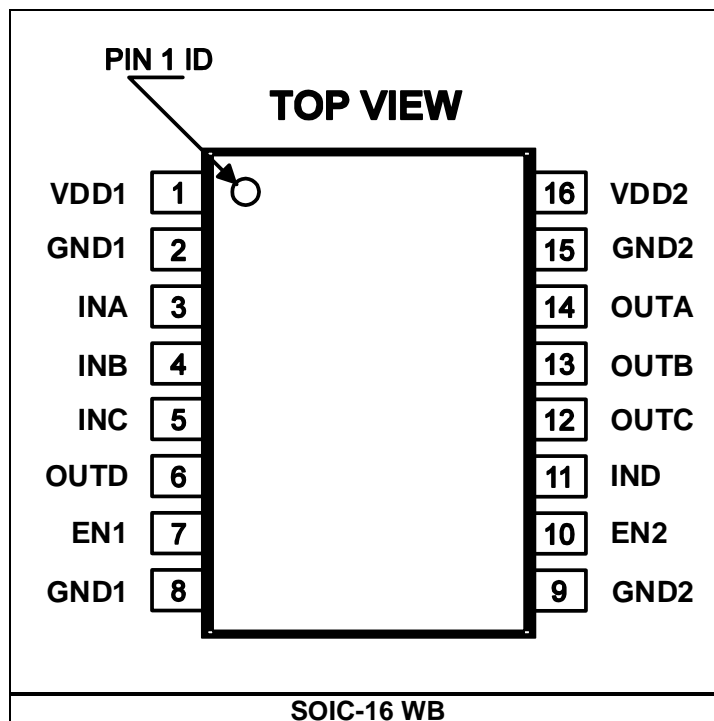 PIN 1 ID
TOP VIEW
VDD1 1 16 VDD2
GND1 2 15 GND2
INA 3 14 OUTA
INB 4 13 OUTB
INC 5 12 OUTC
OUTD 6 11 IND
EN1 7 10 EN2
GND1 8 9 GND2
SOIC-16 WB